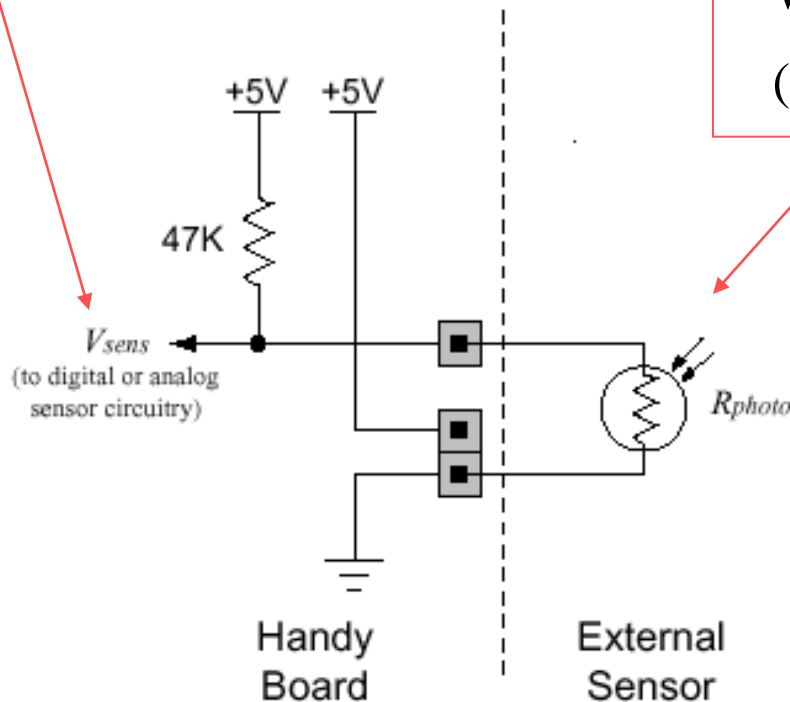 (
+5V +5V
47K
Vsens
(to digital or analog
sensor circuitry)
Rphoto
Handy
Board
External
Sensor